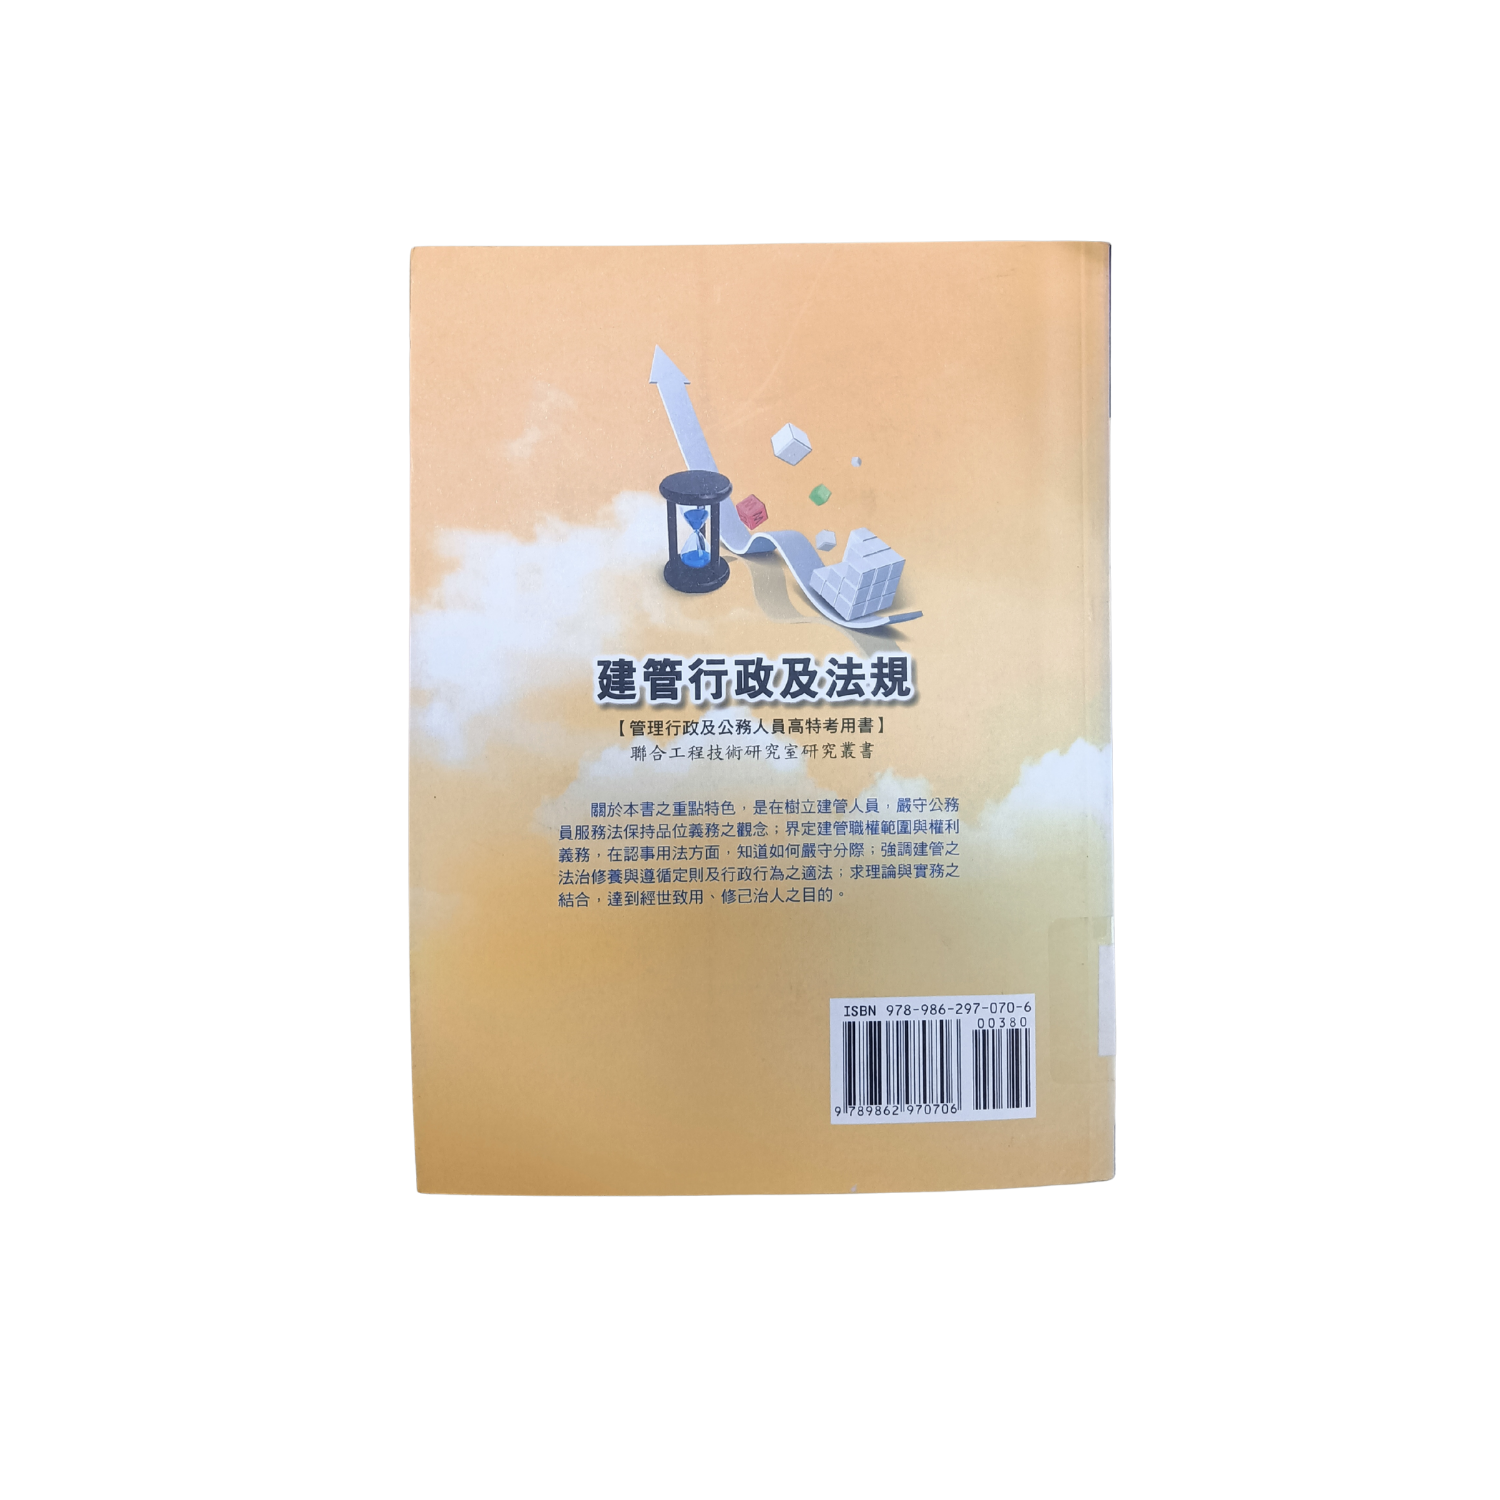 建管行政及法規
【管理行政及公務人員高特考用書】
聯合工程技術研究室研究叢書
關於本書之重點特色，是在樹立建管人員，嚴守公務
員服務法保持品位義務之觀念；界定建管職權範圍與權利
義務，在認事用法方面，知道如何嚴守分際；強調建管之
法治修養與遵循定則及行政行為之適法；求理論與實務之
結合，達到經世致用、修己治人之目的。
ISBN 978-986-297-070-6
00380
9 789862 970706